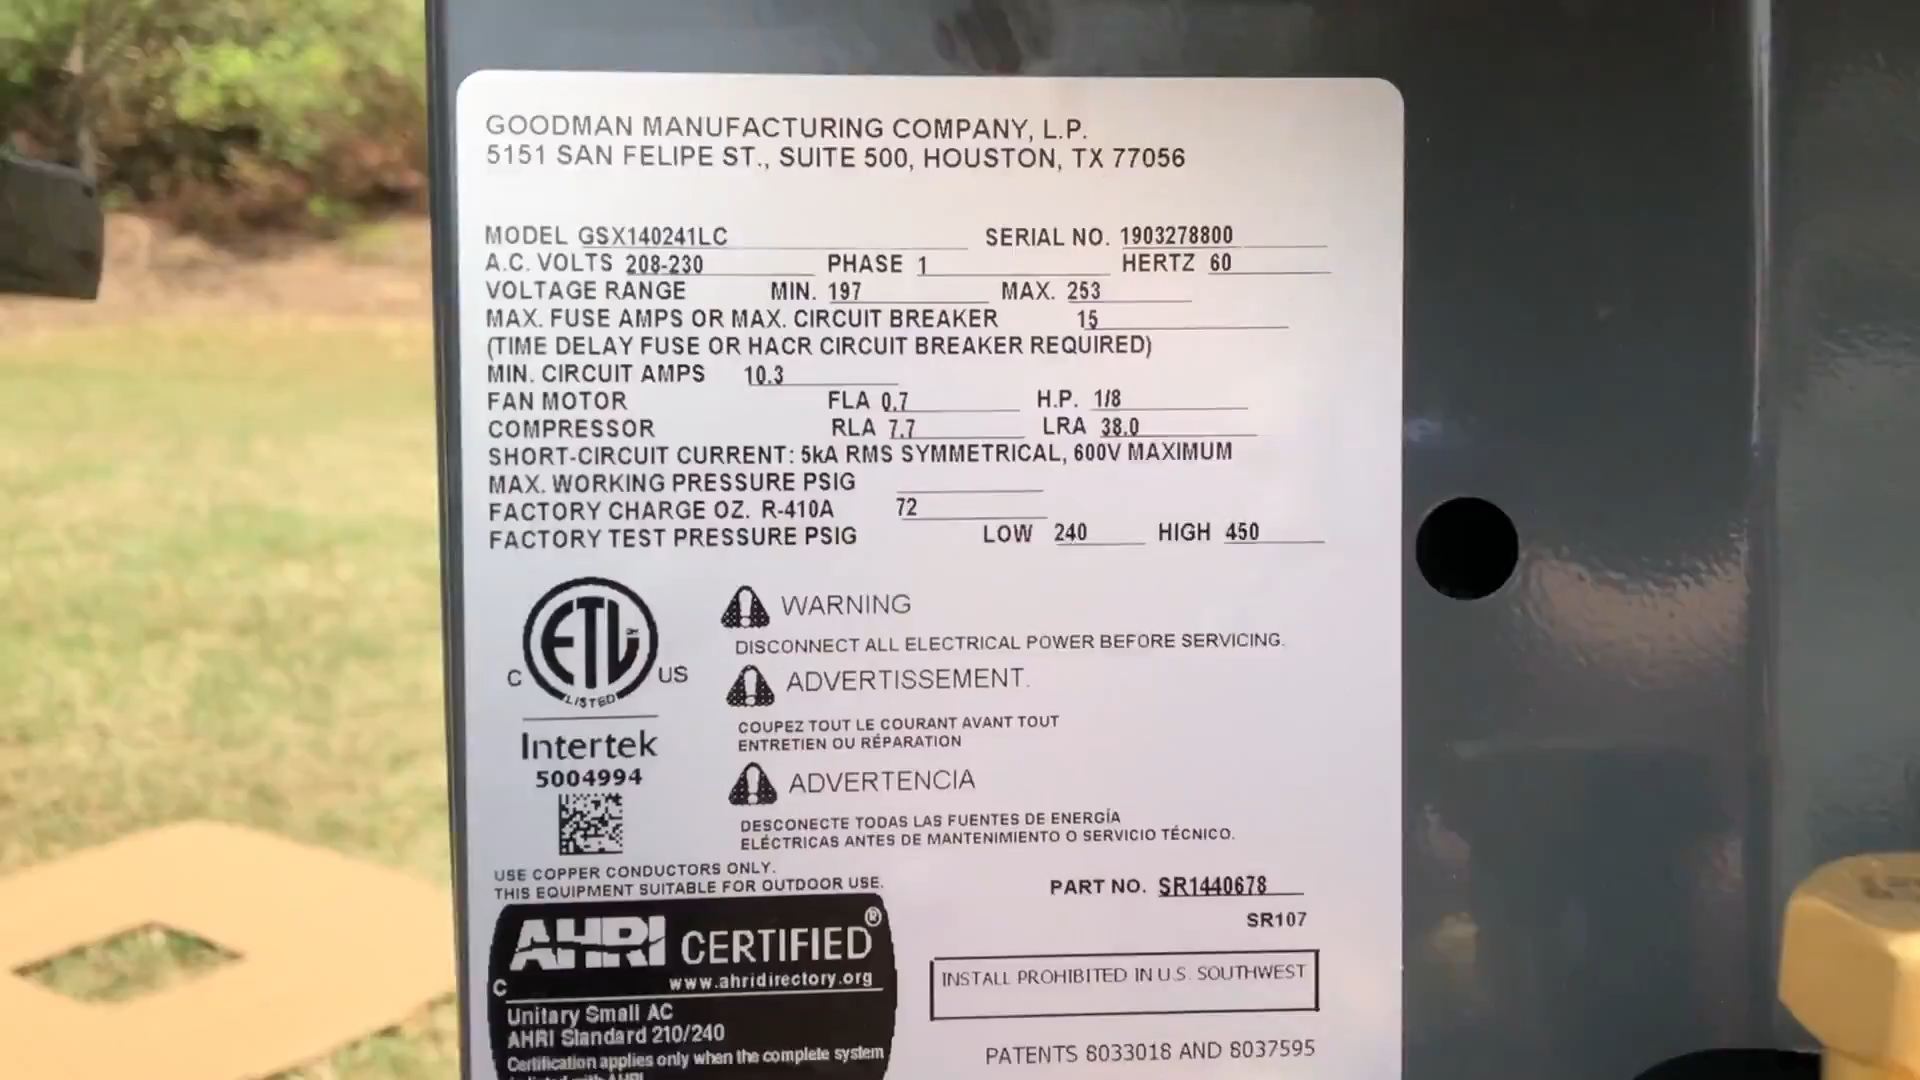 GOODMAN MANUFACTURING COMPANY, L.P.
5151 SAN FELIPE ST., SUITE 500, HOUSTON, TX 77056
MODEL GSX140241LC SERIAL NO. 1903278800
A.C. VOLTS 208-230 PHASE 1 HERTZ 60
VOLTAGE RANGE MIN. 197 MAX. 253
MAX. FUSE AMPS OR MAX. CIRCUIT BREAKER 15
(TIME DELAY FUSE OR HACR CIRCUIT BREAKER REQUIRED)
MIN. CIRCUIT AMPS 10.3
FAN MOTOR FLA 0.7 H.P. 1/8
COMPRESSOR RLA 7.7 LRA 38.0
SHORT-CIRCUIT CURRENT: 5kA RMS SYMMETRICAL, 600V MAXIMUM
MAX. WORKING PRESSURE PSIG
FACTORY CHARGE OZ. R-410A 72
FACTORY TEST PRESSURE PSIG LOW 240 HIGH 450
C ETL US
LISTED
Intertek
5004994
WARNING
DISCONNECT ALL ELECTRICAL POWER BEFORE SERVICING.
ADVERTISSEMENT.
COUPEZ TOUT LE COURANT AVANT TOUT
ENTRETIEN OU RÉPARATION
ADVERTENCIA
DESCONECTE TODAS LAS FUENTES DE ENERGÍA
ELÉCTRICAS ANTES DE MANTENIMIENTO O SERVICIO TÉCNICO.
USE COPPER CONDUCTORS ONLY.
THIS EQUIPMENT SUITABLE FOR OUTDOOR USE.
PART NO. SR1440678
SR107
AHRI CERTIFIED®
www.ahridirectory.org
C
Unitary Small AC
AHRI Standard 210/240
Certification applies only when the complete system
is listed with AHRI
INSTALL PROHIBITED IN U.S. SOUTHWEST
PATENTS 8033018 AND 8037595